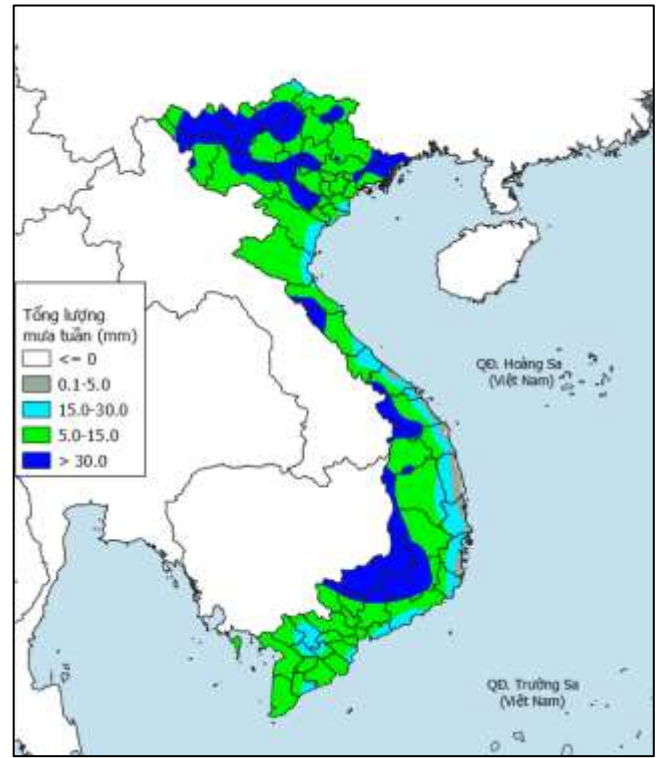 QĐ. Hoàng Sa
(Việt Nam)
Tổng lượng
mưa tuần (mm)
<= 0
0.1-5.0
15.0-30.0
5.0-15.0
> 30.0
QĐ. Trường Sa
(Việt Nam)